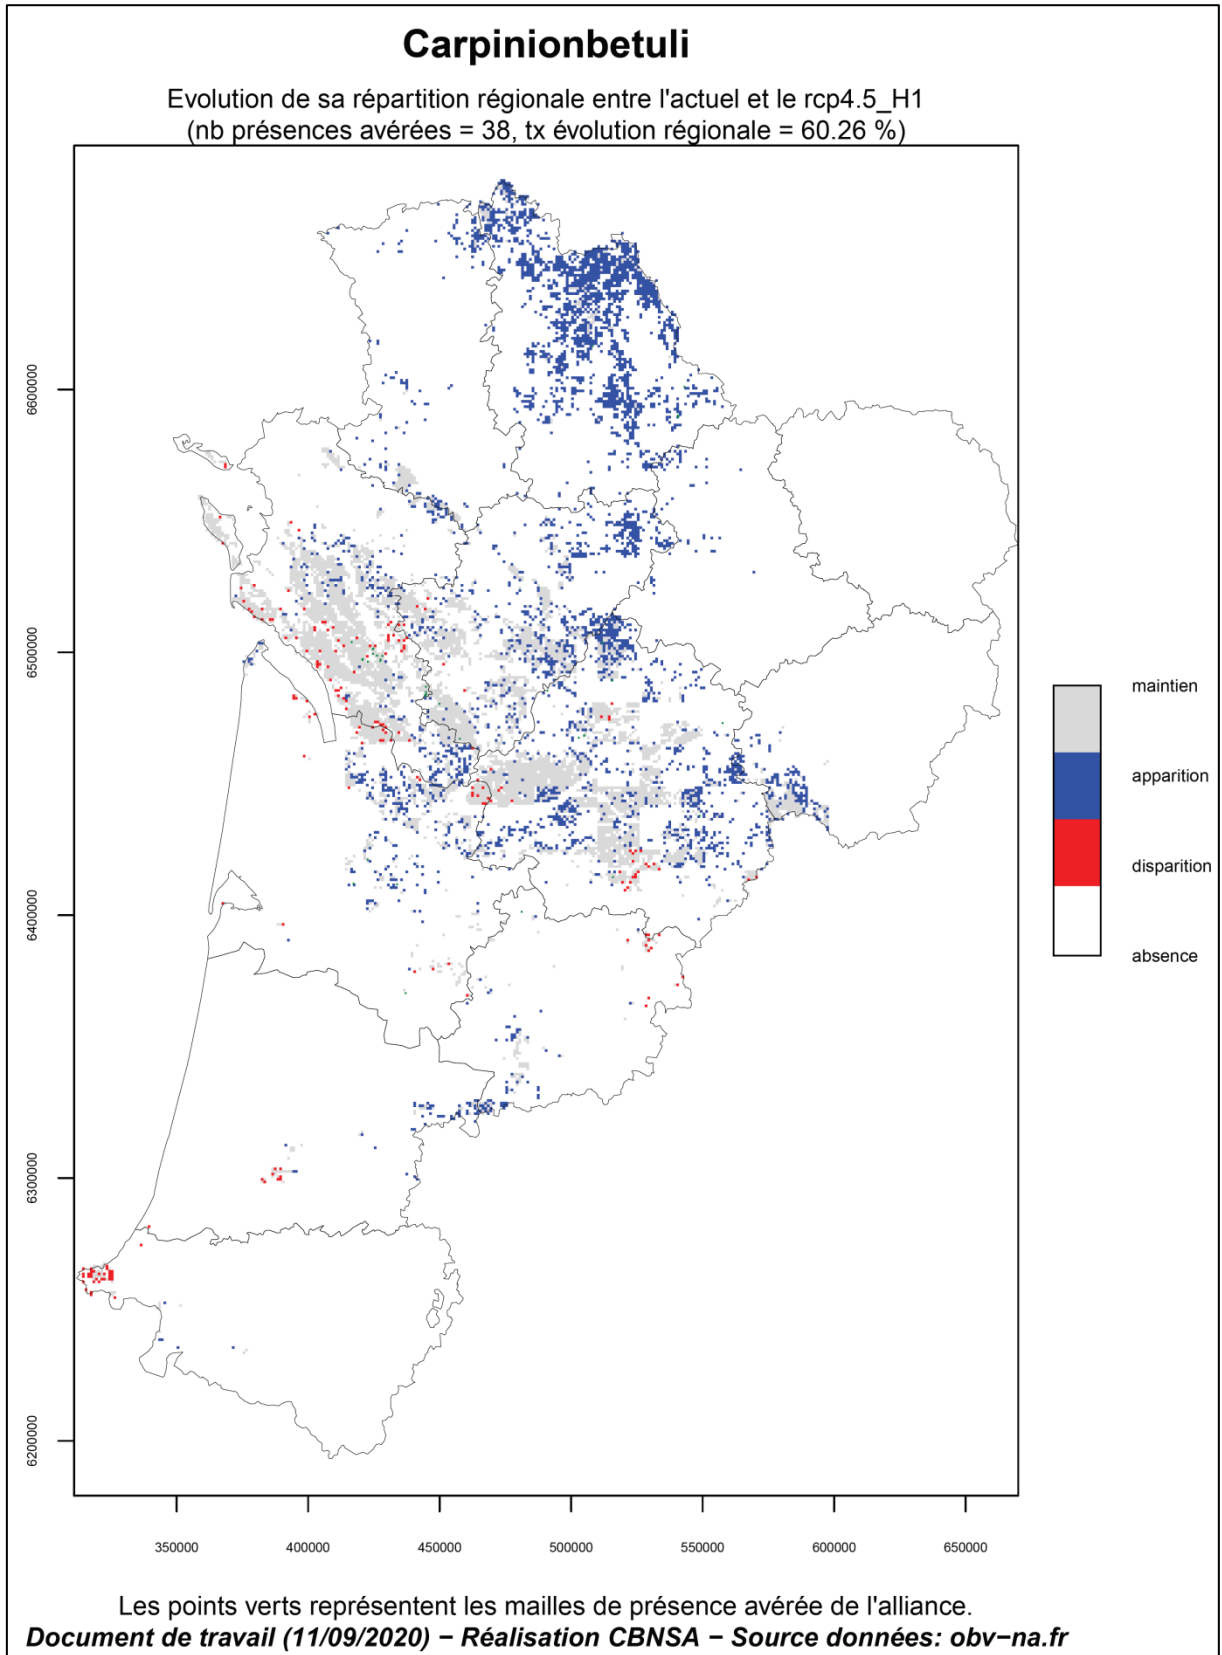 Carpinionbetuli
Evolution de sa répartition régionale entre l'actuel et le rcp4.5_H1
(nb présences avérées = 38, tx évolution régionale = 60.26 %)
6600000
6500000
6400000
6300000
6200000
maintien
apparition
disparition
absence
350000 400000 450000 500000 550000 600000 650000
Les points verts représentent les mailles de présence avérée de l'alliance.
Document de travail (11/09/2020) − Réalisation CBNSA − Source données: obv−na.fr